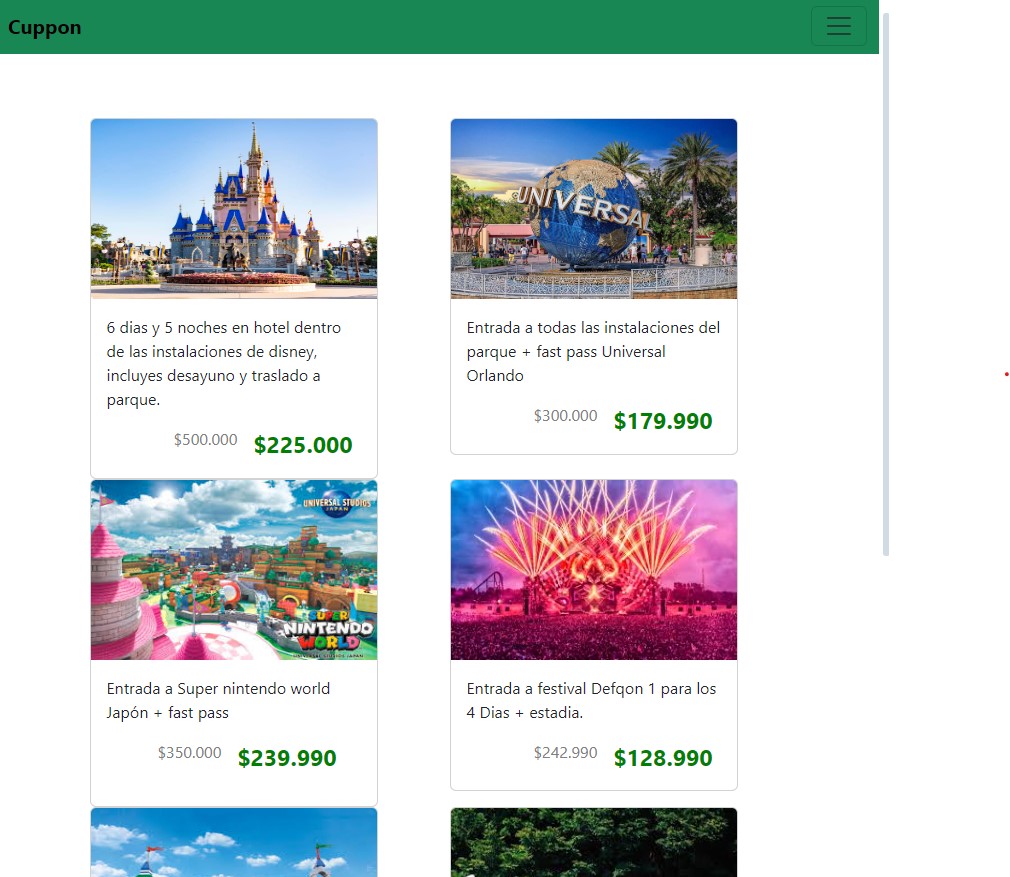 Cuppon
UNIVERSAL
6 dias y 5 noches en hotel dentro
de las instalaciones de disney,
incluyes desayuno y traslado a
parque.
$500.000 $225.000
Entrada a todas las instalaciones del
parque + fast pass Universal
Orlando
$300.000 $179.990
UNIVERSAL STUDIOS
JAPAN
SUPER
NINTENDO
WORLD
UNIVERSAL STUDIOS JAPAN
Entrada a Super nintendo world
Japón + fast pass
$350.000 $239.990
Entrada a festival Defqon 1 para los
4 Dias + estadia.
$242.990 $128.990